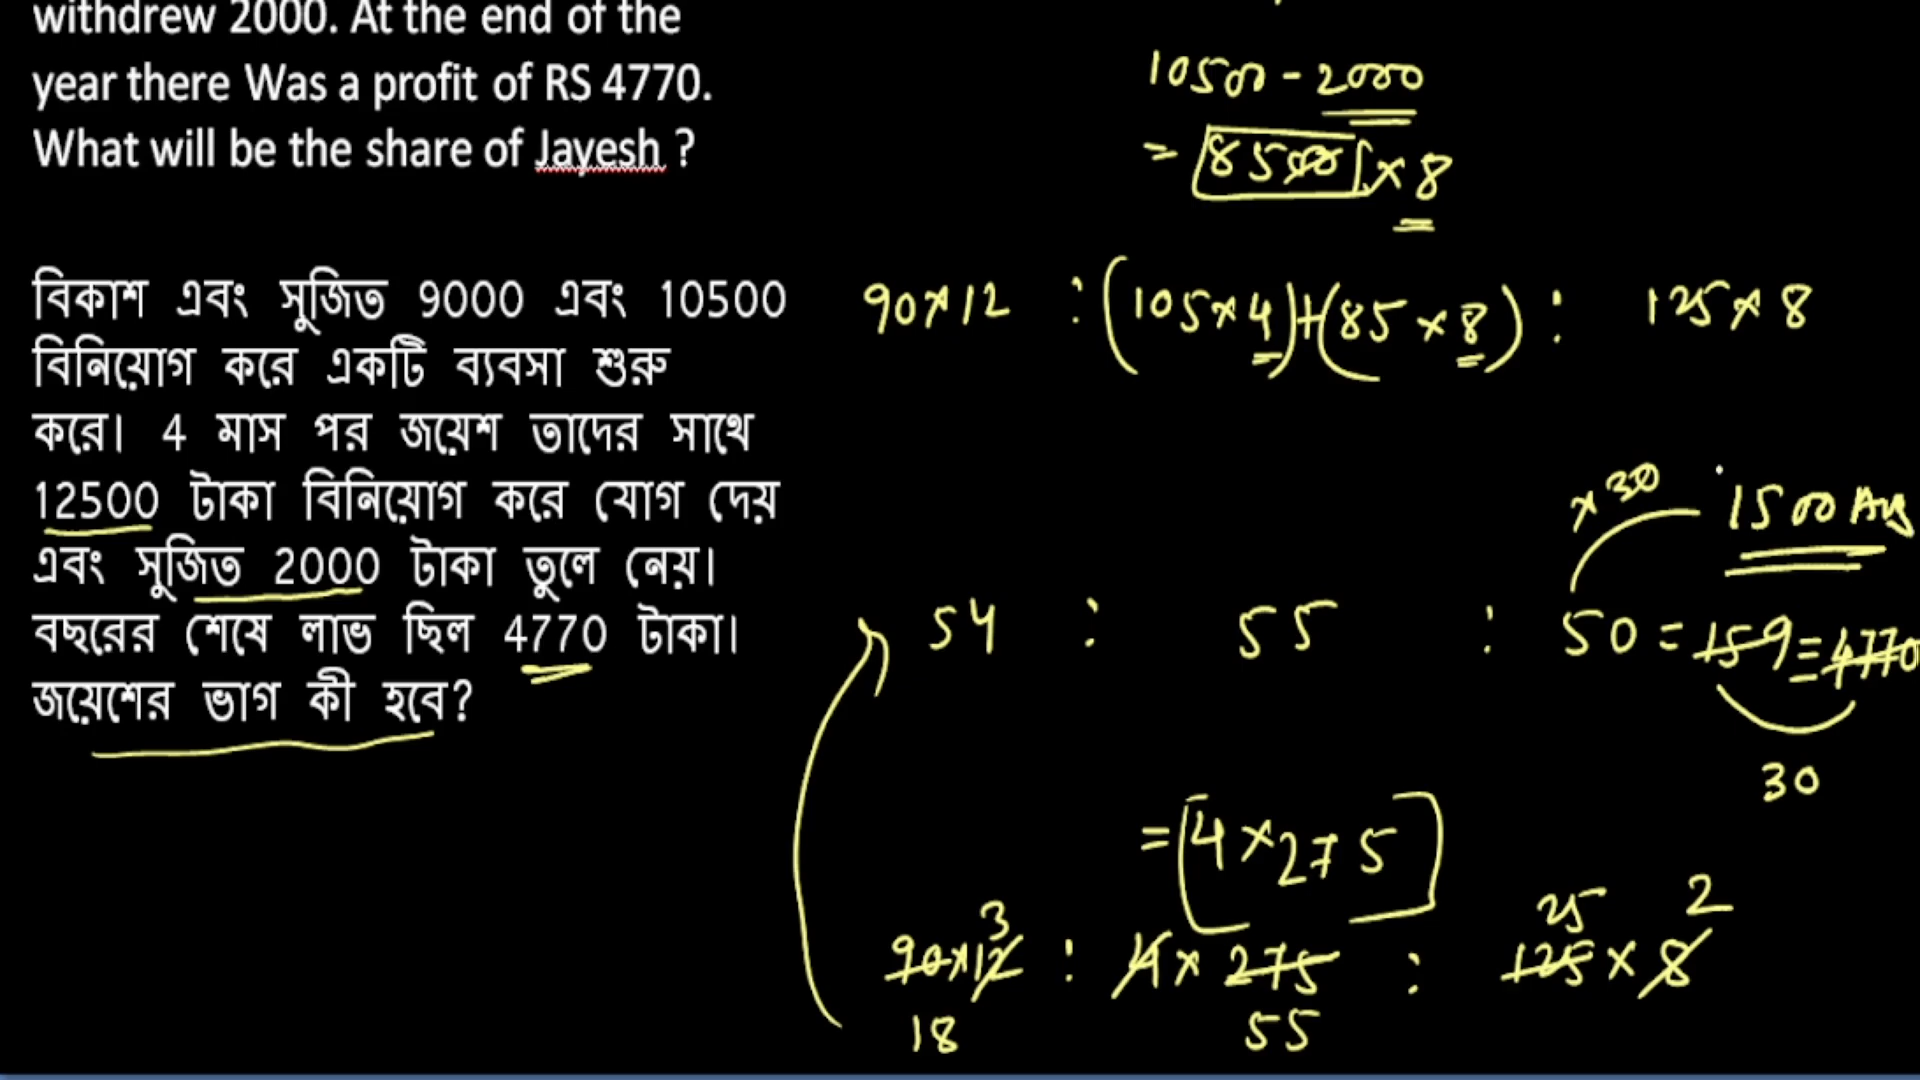 withdrew 2000. At the end of the
year there Was a profit of RS 4770.
What will be the share of Jayesh ?
বিকাশ এবং সুজিত 9000 এবং 10500
বিনিয়োগ করে একটি ব্যবসা শুরু
করে। 4 মাস পর জয়েশ তাদের সাথে
12500 টাকা বিনিয়োগ করে যোগ দেয়
এবং সুজিত 2000 টাকা তুলে নেয়।
বছরের শেষে লাভ ছিল 4770 টাকা।
জয়েশের ভাগ কী হবে?
10500 - 2000
= 8500 × 8
90×12 : (105×4)+(85×8) : 125×8
×30 1500 Ans
54 : 55 : 50 = 159 = 4770
30
= [4×275]
3 25 2
90×12 : 4×275 : 125×8
18 55